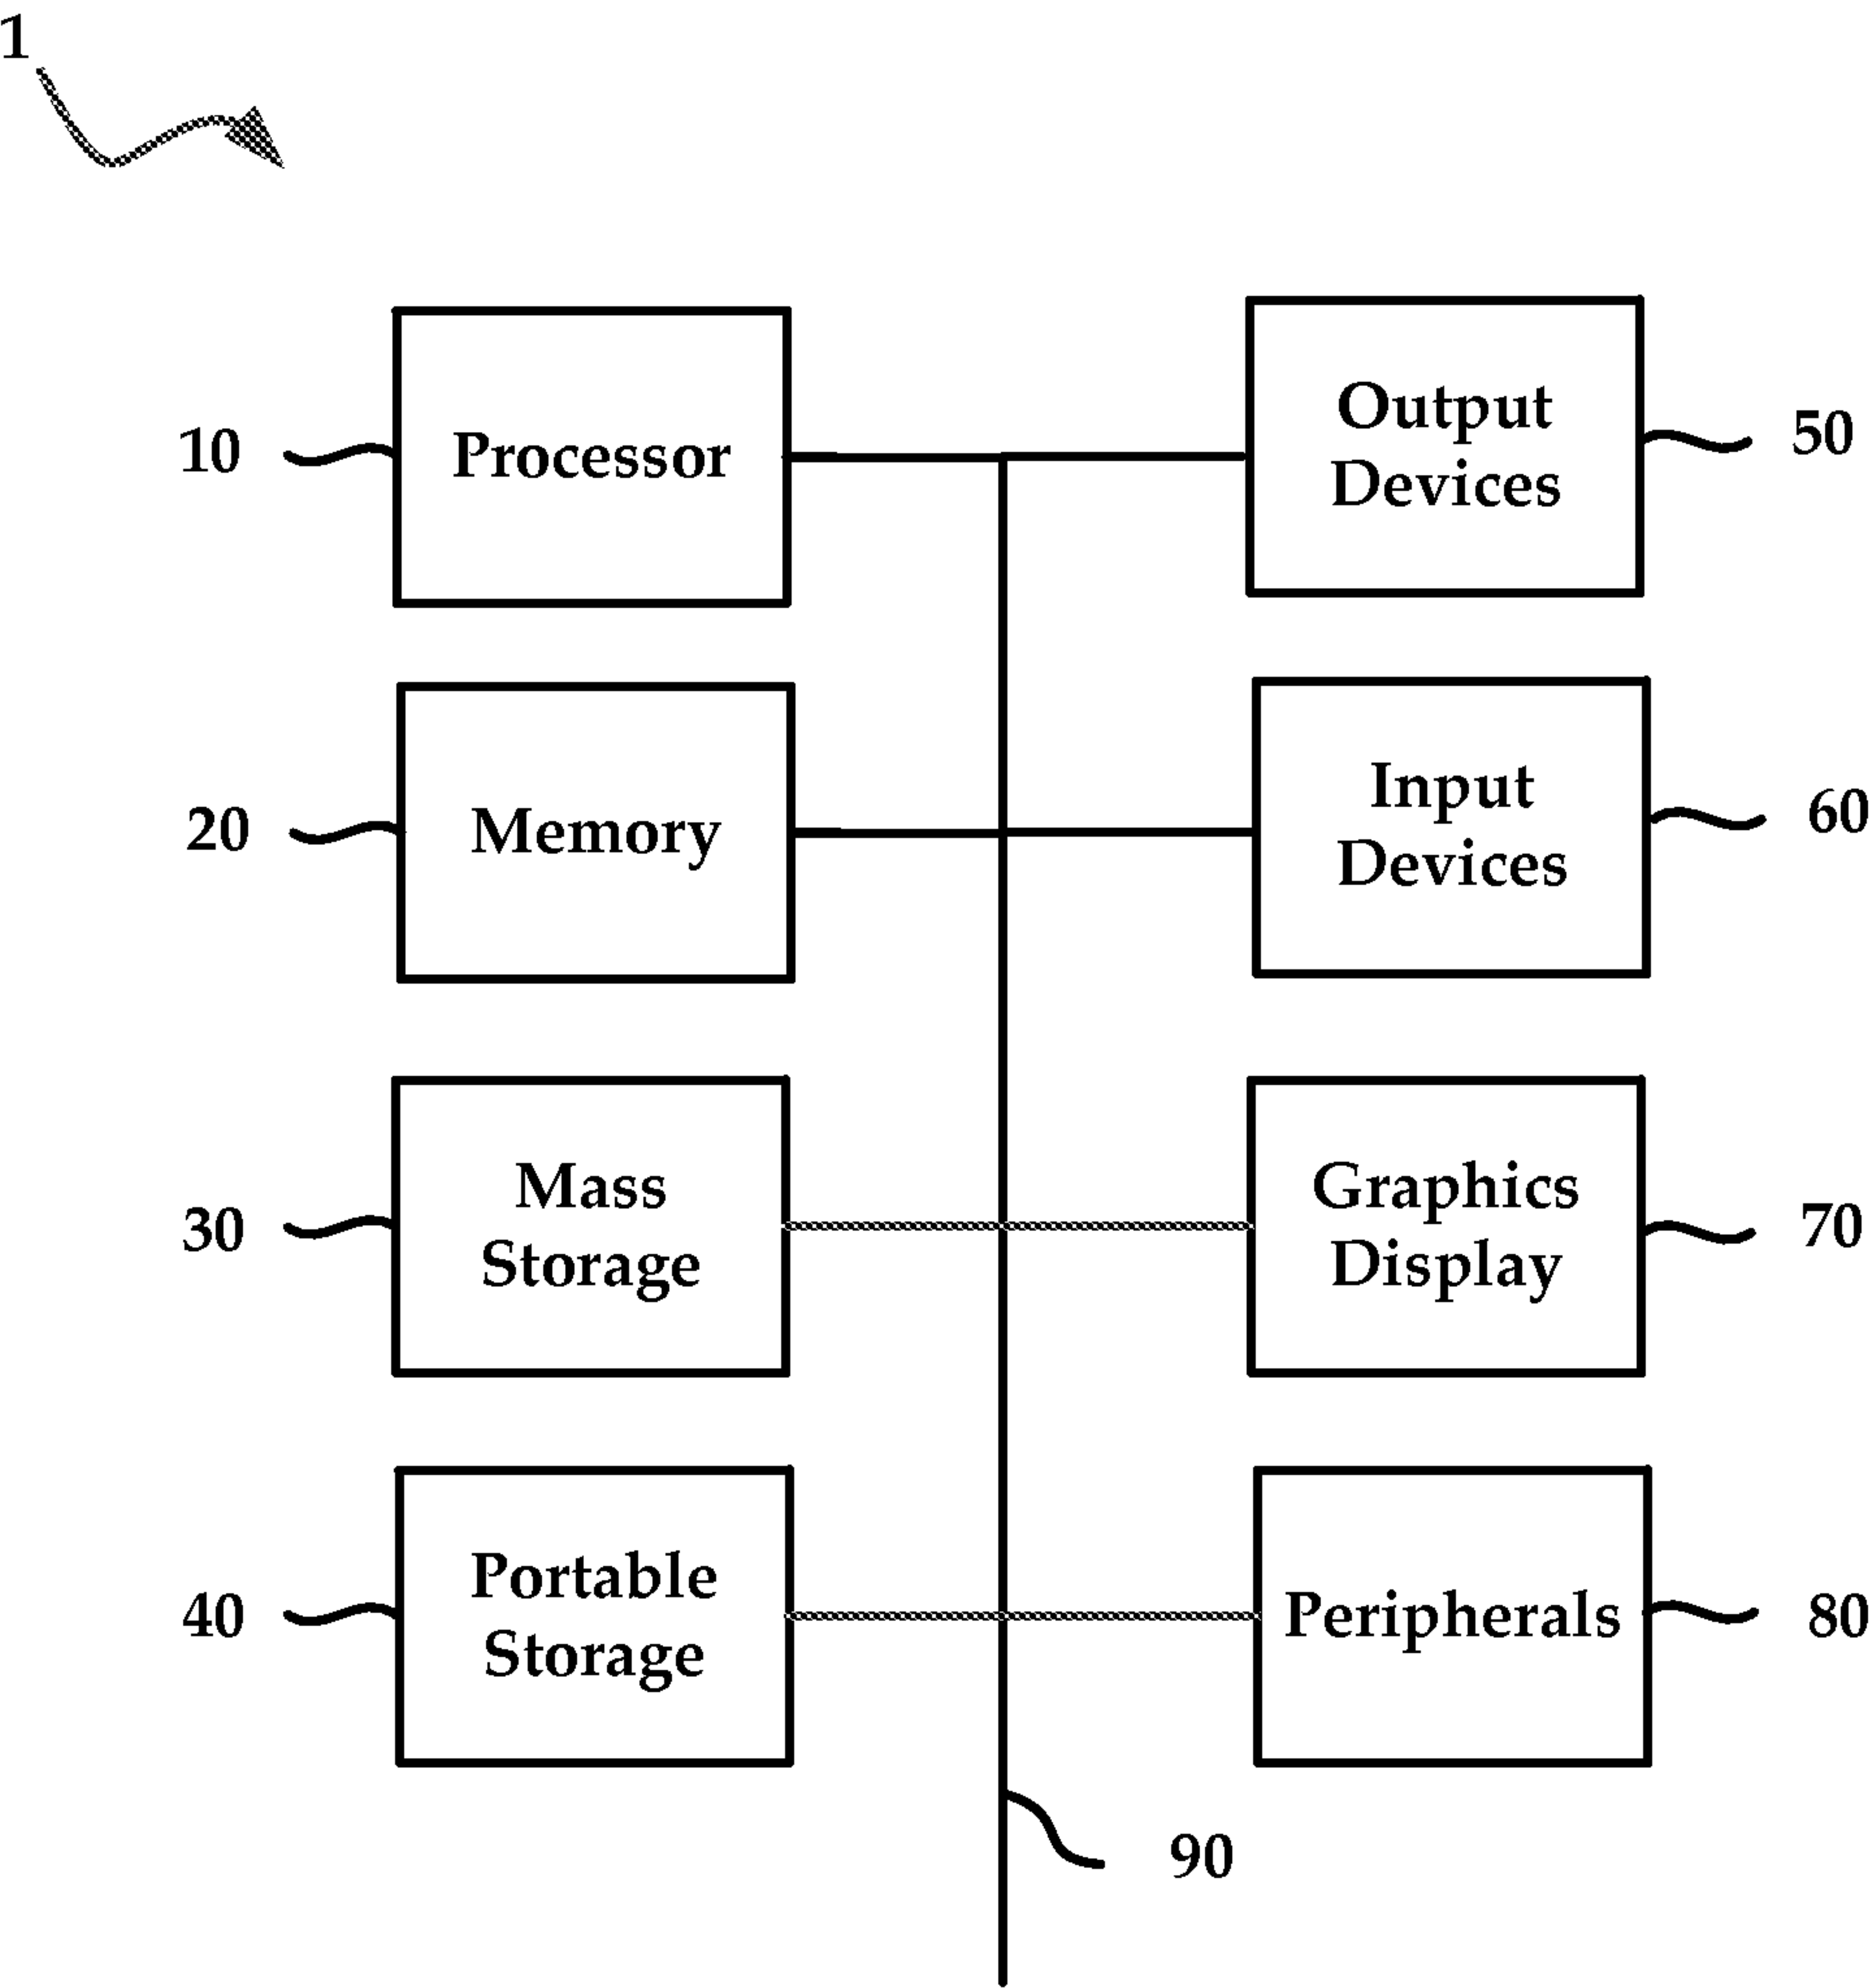 1
10
Processor
Output
Devices
50
20
Memory
Input
Devices
60
30
Mass
Storage
Graphics
Display
70
40
Portable
Storage
Peripherals
80
90